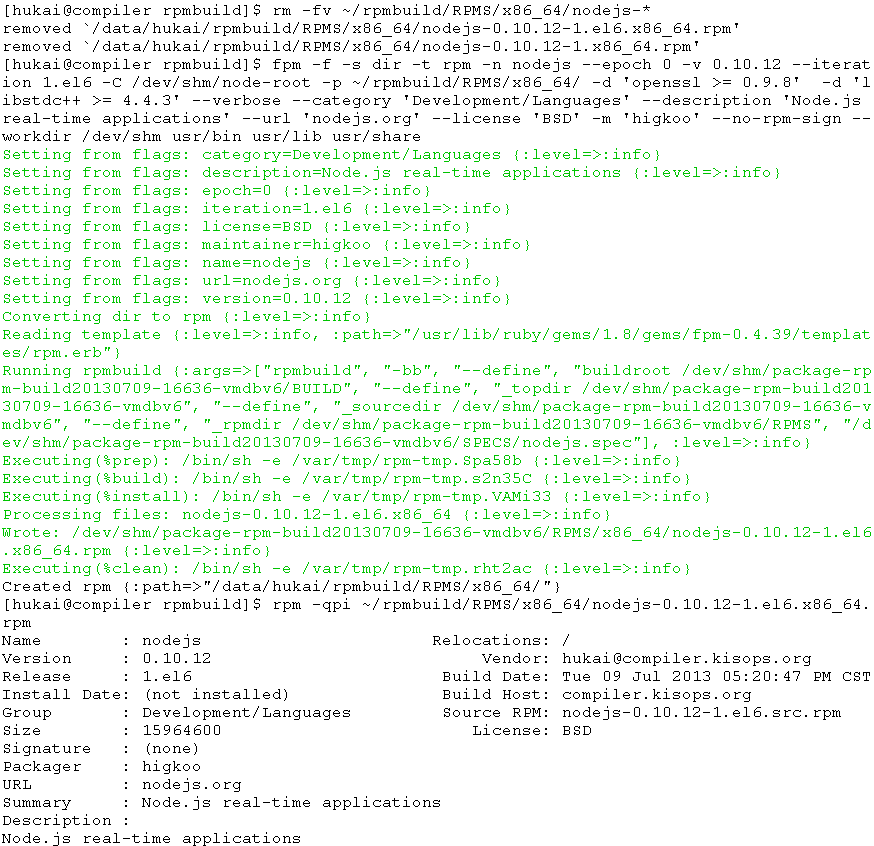 [hukai@compiler rpmbuild]$ rm -fv ~/rpmbuild/RPMS/x86_64/nodejs-*
removed `/data/hukai/rpmbuild/RPMS/x86_64/nodejs-0.10.12-1.el6.x86_64.rpm'
removed `/data/hukai/rpmbuild/RPMS/x86_64/nodejs-0.10.12-1.x86_64.rpm'
[hukai@compiler rpmbuild]$ fpm -f -s dir -t rpm -n nodejs --epoch 0 -v 0.10.12 --iterat
ion 1.el6 -C /dev/shm/node-root -p ~/rpmbuild/RPMS/x86_64/ -d 'openssl >= 0.9.8'  -d 'l
ibstdc++ >= 4.4.3' --verbose --category 'Development/Languages' --description 'Node.js 
real-time applications' --url 'nodejs.org' --license 'BSD' -m 'higkoo' --no-rpm-sign --
workdir /dev/shm usr/bin usr/lib usr/share
Setting from flags: category=Development/Languages {:level=>:info}
Setting from flags: description=Node.js real-time applications {:level=>:info}
Setting from flags: epoch=0 {:level=>:info}
Setting from flags: iteration=1.el6 {:level=>:info}
Setting from flags: license=BSD {:level=>:info}
Setting from flags: maintainer=higkoo {:level=>:info}
Setting from flags: name=nodejs {:level=>:info}
Setting from flags: url=nodejs.org {:level=>:info}
Setting from flags: version=0.10.12 {:level=>:info}
Converting dir to rpm {:level=>:info}
Reading template {:level=>:info, :path=>"/usr/lib/ruby/gems/1.8/gems/fpm-0.4.39/templat
es/rpm.erb"}
Running rpmbuild {:args=>["rpmbuild", "-bb", "--define", "buildroot /dev/shm/package-rp
m-build20130709-16636-vmdbv6/BUILD", "--define", "_topdir /dev/shm/package-rpm-build201
30709-16636-vmdbv6", "--define", "_sourcedir /dev/shm/package-rpm-build20130709-16636-v
mdbv6", "--define", "_rpmdir /dev/shm/package-rpm-build20130709-16636-vmdbv6/RPMS", "/d
ev/shm/package-rpm-build20130709-16636-vmdbv6/SPECS/nodejs.spec"], :level=>:info}
Executing(%prep): /bin/sh -e /var/tmp/rpm-tmp.Spa58b {:level=>:info}
Executing(%build): /bin/sh -e /var/tmp/rpm-tmp.s2n35C {:level=>:info}
Executing(%install): /bin/sh -e /var/tmp/rpm-tmp.VAMi33 {:level=>:info}
Processing files: nodejs-0.10.12-1.el6.x86_64 {:level=>:info}
Wrote: /dev/shm/package-rpm-build20130709-16636-vmdbv6/RPMS/x86_64/nodejs-0.10.12-1.el6
.x86_64.rpm {:level=>:info}
Executing(%clean): /bin/sh -e /var/tmp/rpm-tmp.rht2ac {:level=>:info}
Created rpm {:path=>"/data/hukai/rpmbuild/RPMS/x86_64/"}
[hukai@compiler rpmbuild]$ rpm -qpi ~/rpmbuild/RPMS/x86_64/nodejs-0.10.12-1.el6.x86_64.
rpm
Name        : nodejs                       Relocations: /
Version     : 0.10.12                           Vendor: hukai@compiler.kisops.org
Release     : 1.el6                         Build Date: Tue 09 Jul 2013 05:20:47 PM CST
Install Date: (not installed)               Build Host: compiler.kisops.org
Group       : Development/Languages         Source RPM: nodejs-0.10.12-1.el6.src.rpm
Size        : 15964600                         License: BSD
Signature   : (none)
Packager    : higkoo
URL         : nodejs.org
Summary     : Node.js real-time applications
Description :
Node.js real-time applications